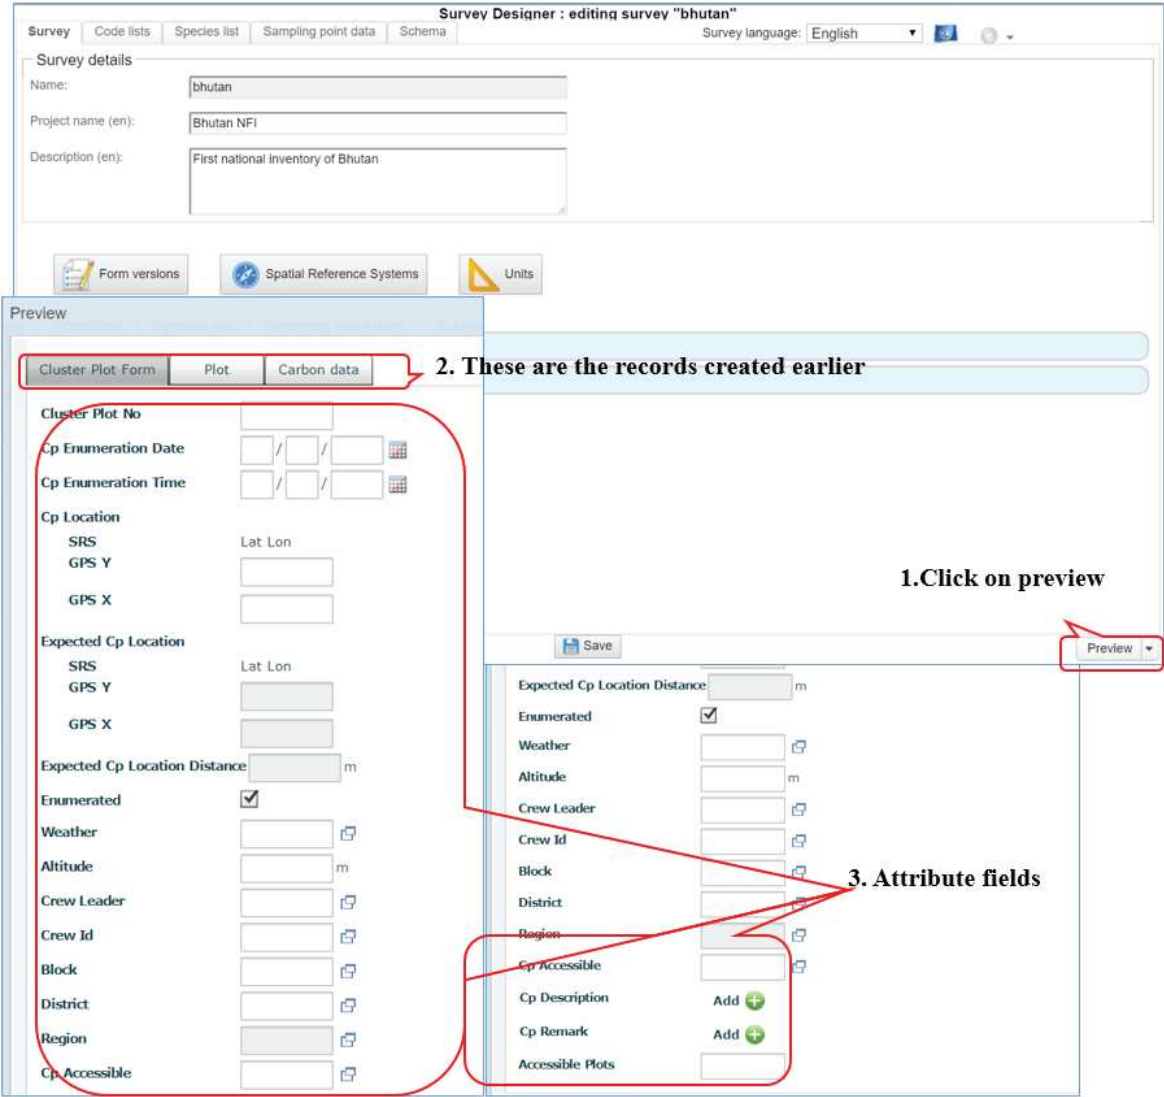 Survey Designer : editing survey "bhutan"
Survey Code lists Species list Sampling point data Schema Survey language: English
Survey details
Name: bhutan
Project name (en): Bhutan NFI
Description (en): First national inventory of Bhutan
Form versions Spatial Reference Systems Units
Preview
Cluster Plot Form Plot Carbon data
2. These are the records created earlier
Cluster Plot No
Cp Enumeration Date / /
Cp Enumeration Time / /
Cp Location
SRS Lat Lon
GPS Y
GPS X
Expected Cp Location
SRS Lat Lon
GPS Y
GPS X
Expected Cp Location Distance m
Enumerated
Weather
Altitude m
Crew Leader
Crew Id
Block
District
Region
Cp Accessible
1.Click on preview
Save
Preview
Expected Cp Location Distance m
Enumerated
Weather
Altitude m
Crew Leader
Crew Id
Block
3. Attribute fields
District
Region
Cp Accessible
Cp Description Add
Cp Remark Add
Accessible Plots